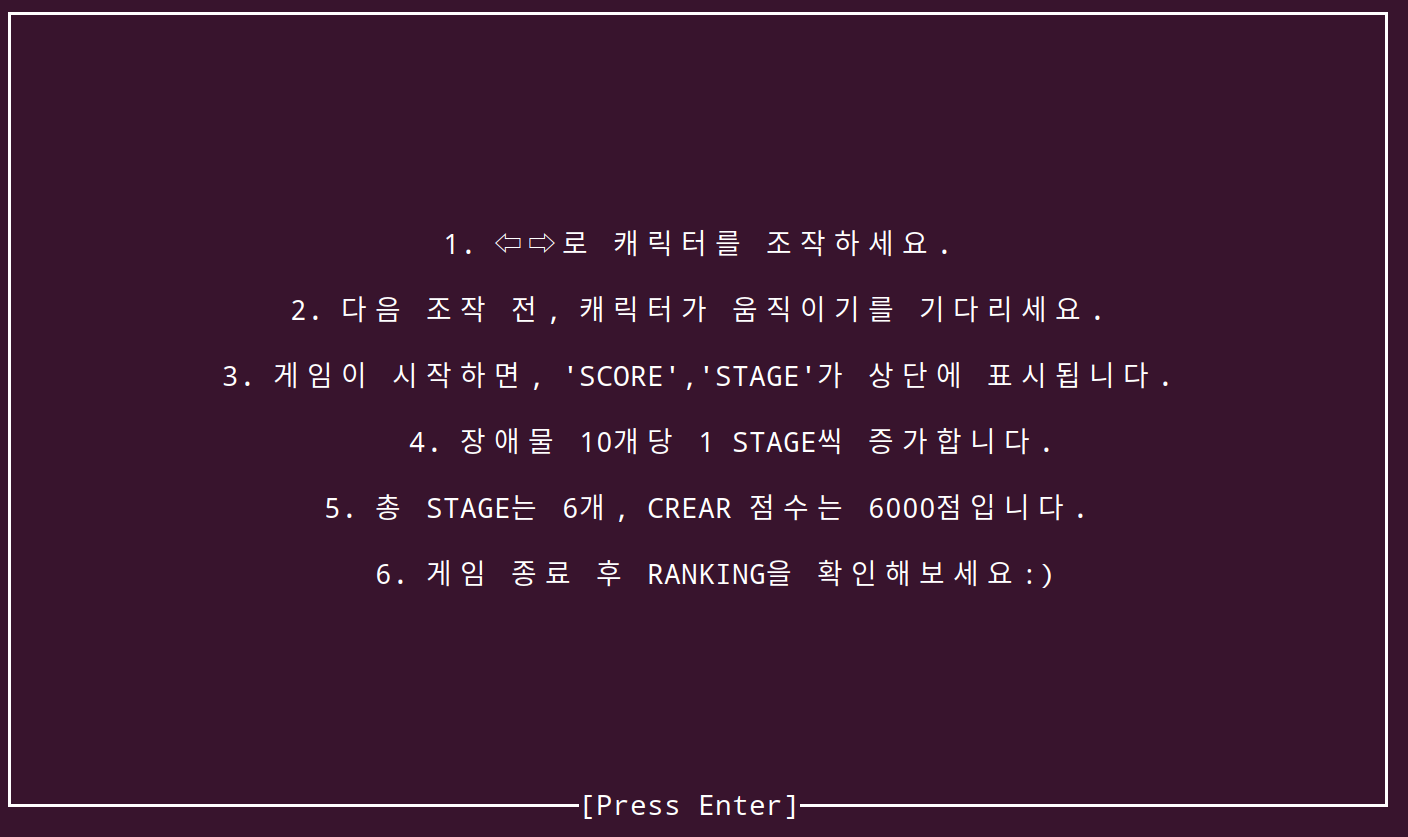 1. ⇦⇨로 캐릭터를 조작하세요.
2. 다음 조작 전, 캐릭터가 움직이기를 기다리세요.
3. 게임이 시작하면, 'SCORE','STAGE'가 상단에 표시됩니다.
4. 장애물 10개당 1 STAGE씩 증가합니다.
5. 총 STAGE는 6개, CREAR 점수는 6000점입니다.
6. 게임 종료 후 RANKING을 확인해보세요:)
[Press Enter]